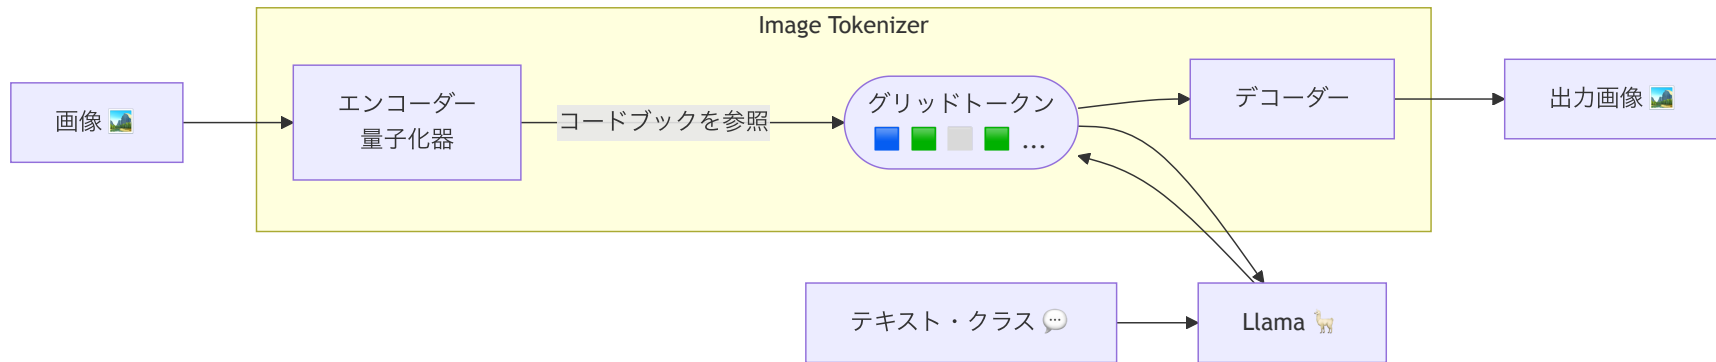 Image Tokenizer
画像 🏞️
エンコーダー
量子化器
コードブックを参照
グリッドトークン
🟦 🟩 ⬜ 🟩 ...
デコーダー
出力画像 🏞️
テキスト・クラス 💬
Llama 🦙